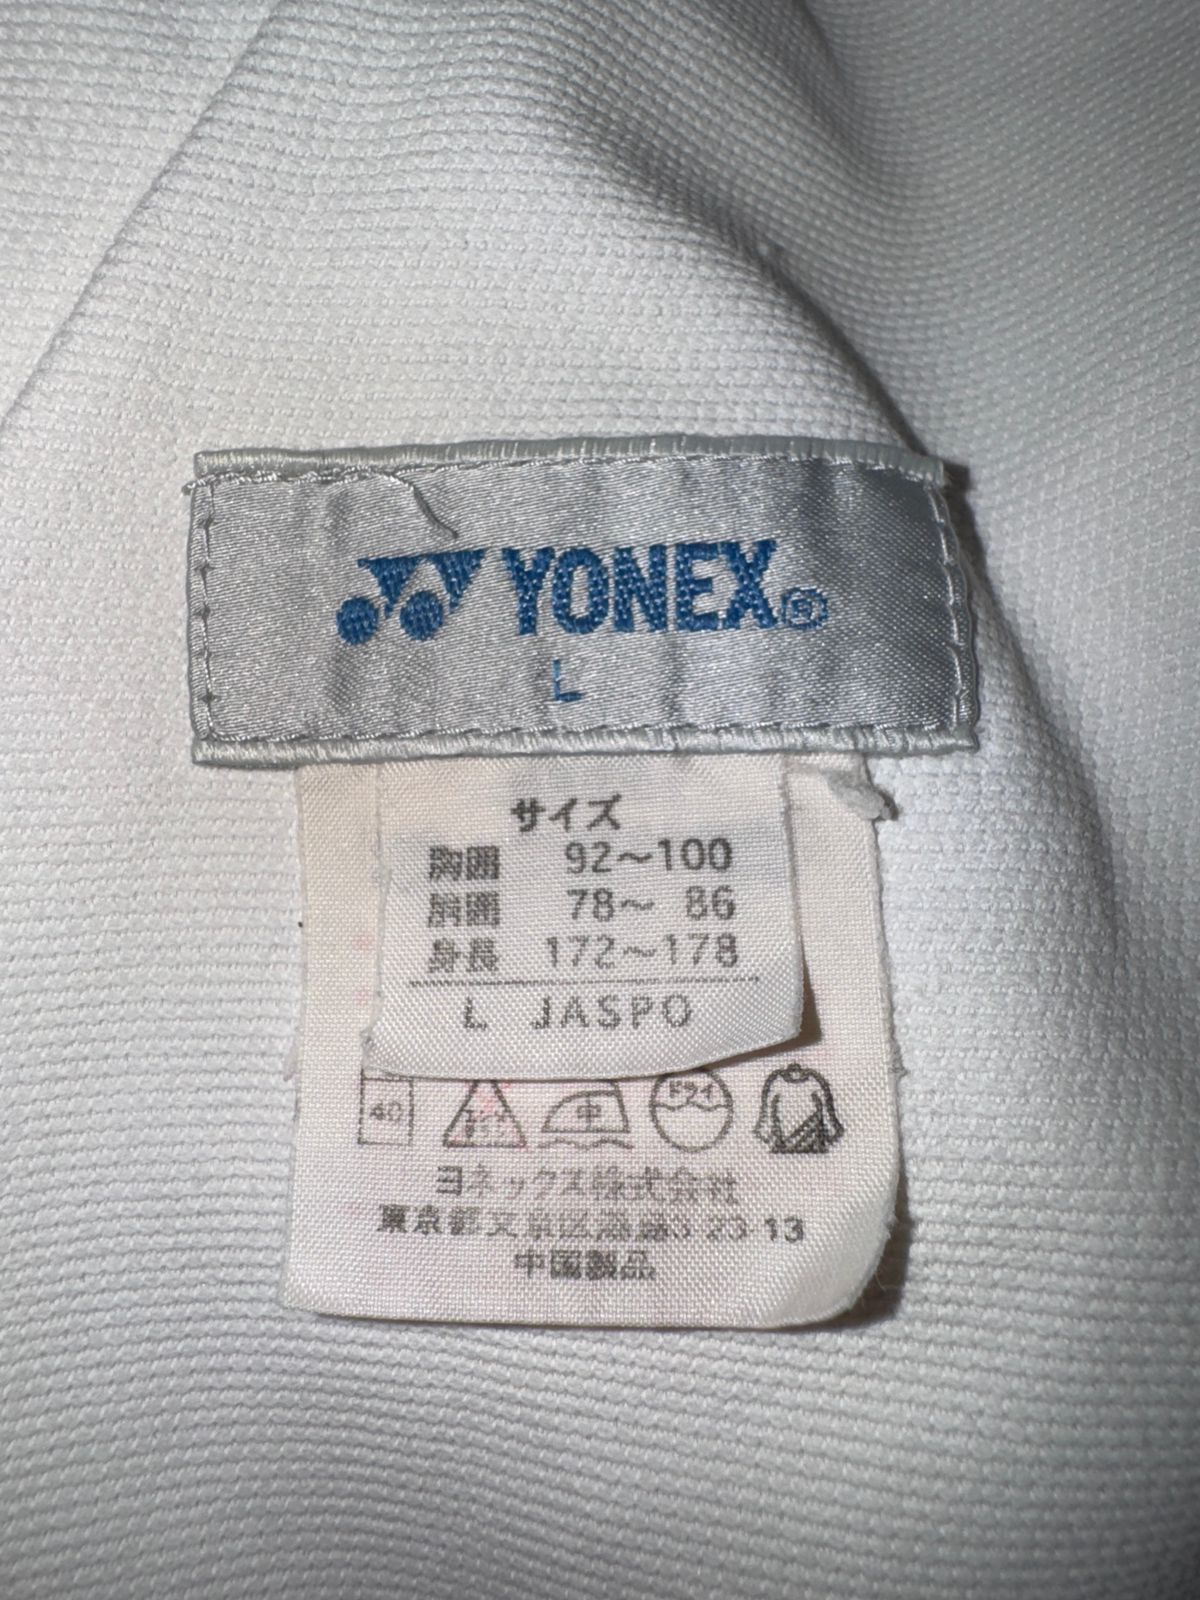 YONEX®
L
サイズ
胸囲 92〜100
胴囲 78〜 86
身長 172〜178
L JASPO
40 中 ドライ
ヨネックス株式会社
東京都文京区湯島3 23 13
中国製品